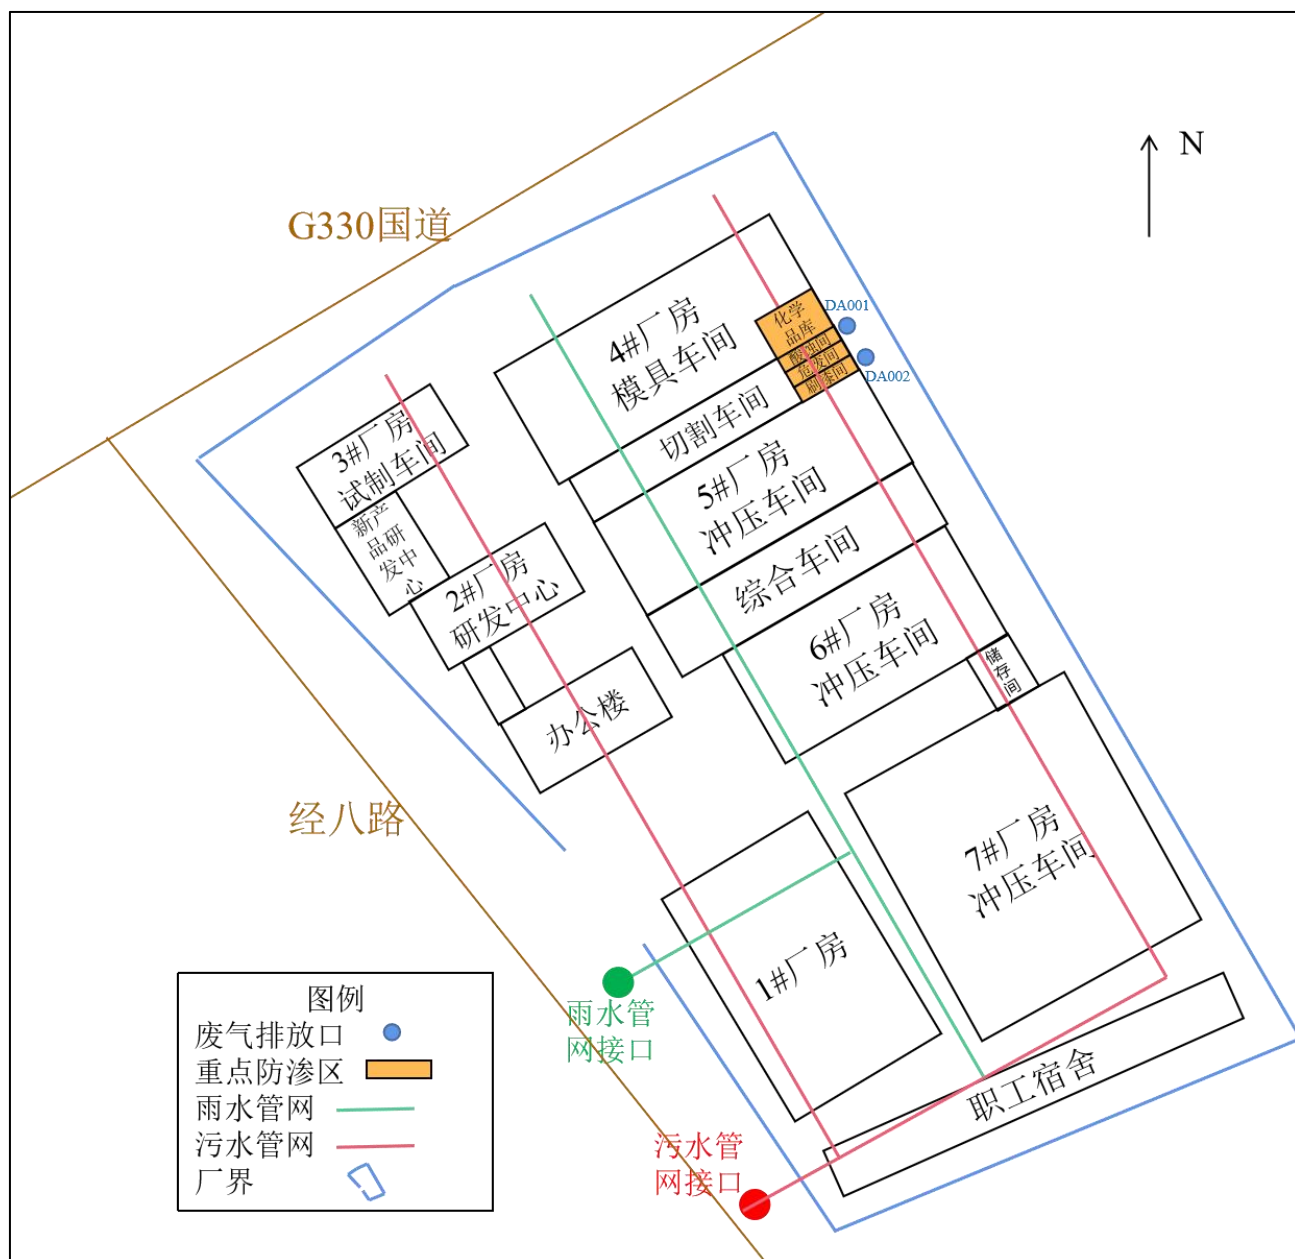 N
G330国道
DA001
化学
品库
4#厂房
模具车间
危废间
刷漆间
DA002
切割车间
3#厂房
试制车间
5#厂房
冲压车间
新产
品研
发中
心
综合车间
2#厂房
研发中心
6#厂房
冲压车间
储
存
间
办公楼
经八路
7#厂房
冲压车间
1#厂房
雨水管
网接口
职工宿舍
污水管
网接口
图例
废气排放口
重点防渗区
雨水管网
污水管网
厂界